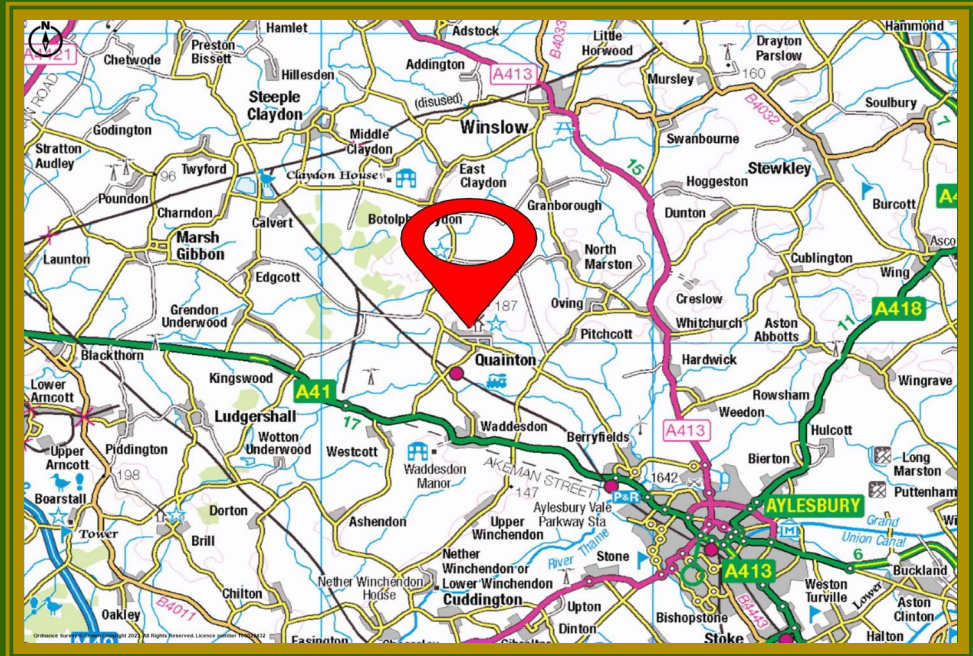 N
Hamlet
Adstock
B4033
Little
Horwood
Drayton
Parslow
160
Hammond
A4421
Chetwode
Preston
Bissett
Hillesden
Addington
A413
Mursley
B4032
Soulbury
7
Steeple
Claydon
(disused)
Winslow
Swanbourne
Godington
Middle
Claydon
Stratton
Audley
Twyford
96
Claydon House
East
Claydon
15
Hoggeston
Stewkley
Poundon
Charndon
Calvert
Granborough
Dunton
Burcott
Marsh
Gibbon
North
Marston
Cublington
Wing
Launton
Edgcott
Creslow
A418
Grendon
Underwood
187
Oving
Whitchurch
Aston
Abbotts
11
Pitchcott
Blackthorn
Quainton
Hardwick
Wingrave
Kingswood
A41
Lower
Arncott
Ludgershall
17
Waddesdon
Berryfields
A413
Weedon
Rowsham
Hulcott
Upper
Arncott
Piddington
Wotton
Underwood
Westcott
Waddesdon
Manor
AKEMAN STREET
1642
Bierton
Long
Marston
198
147
P&R
Puttenham
Boarstall
Tower
Dorton
Ashendon
Upper
Winchendon
Aylesbury Vale
Parkway Sta
AYLESBURY
M
Grand
Union Canal
Brill
River Thame
Stone
6
Nether
Winchendon or
Lower Winchendon
Nether Winchendon
House
Cuddington
A413
Buckland
Chilton
Weston
Turville
Lower
Oakley
B4011
Upton
Bishopstone
B4443
Aston
Clinton
Dinton
Stoke
Halton
Easington